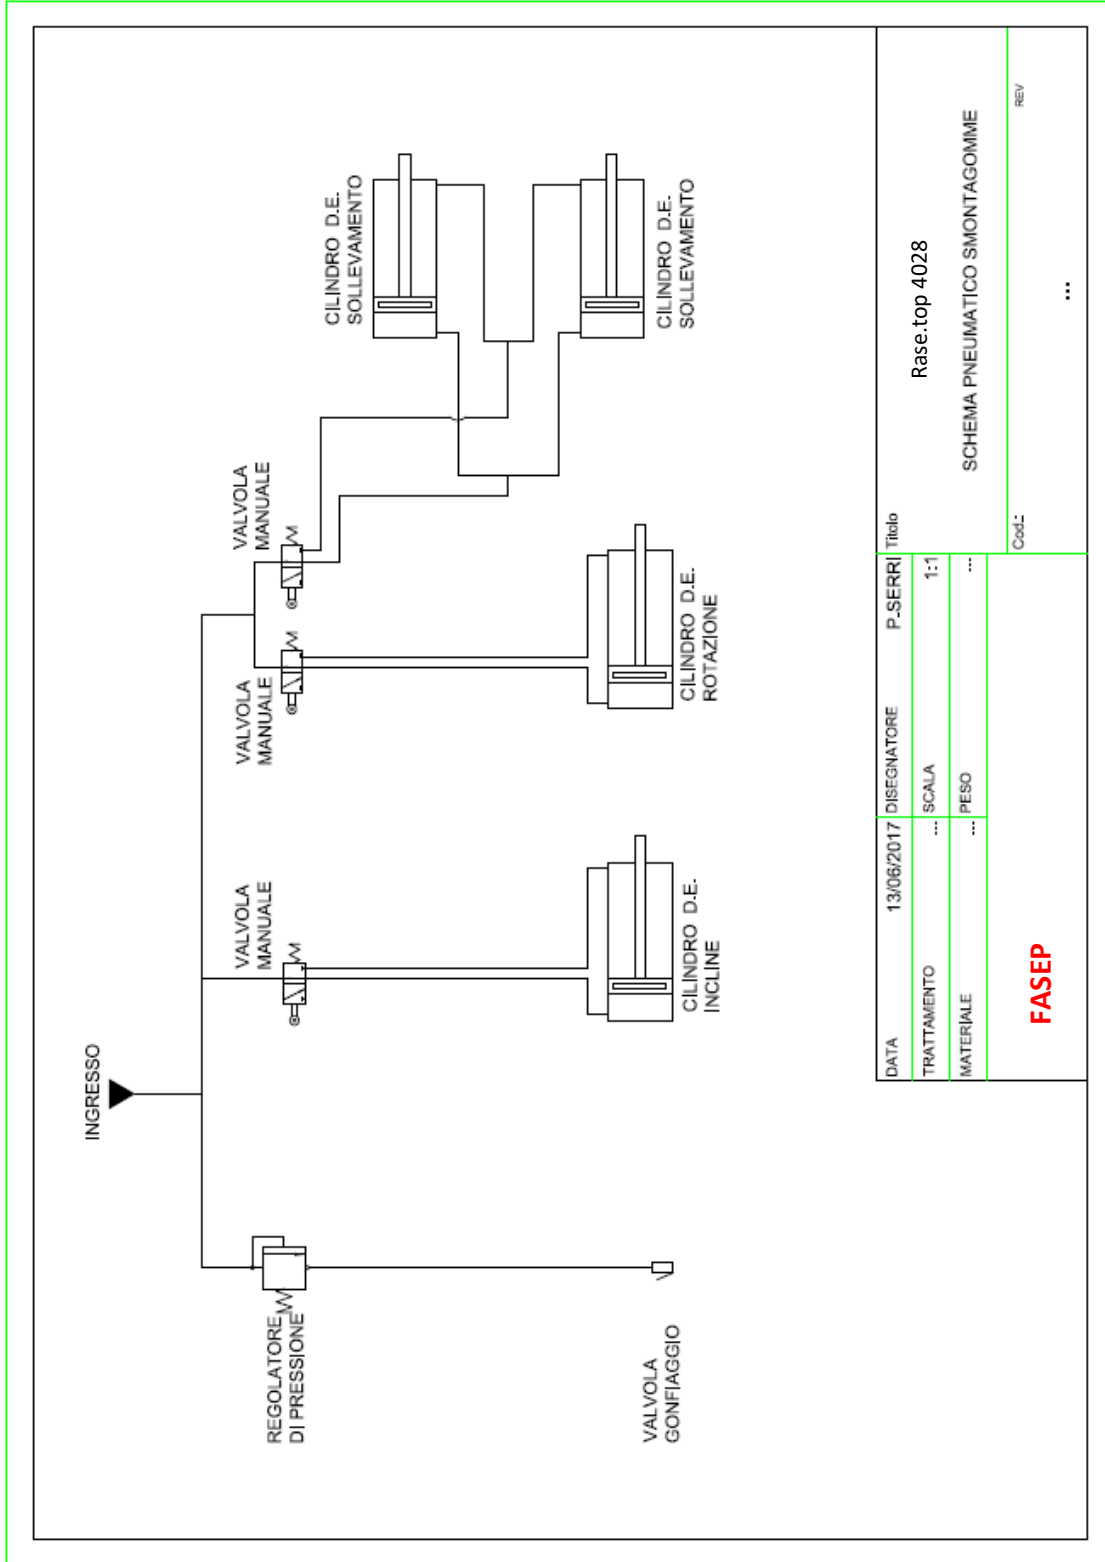 INGRESSO
REGOLATORE
DI PRESSIONE
VALVOLA
GONFIAGGIO
VALVOLA
MANUALE
CILINDRO D.E.
INCLINE
VALVOLA
MANUALE
CILINDRO D.E.
ROTAZIONE
VALVOLA
MANUALE
CILINDRO D.E.
SOLLEVAMENTO
CILINDRO D.E.
SOLLEVAMENTO
DATA 13/06/2017 DISEGNATORE P.SERRI Titolo
TRATTAMENTO --- SCALA 1:1
Rase.top 4028
MATERIALE --- PESO ---
SCHEMA PNEUMATICO SMONTAGOMME
FASEP
Cod.: REV
...